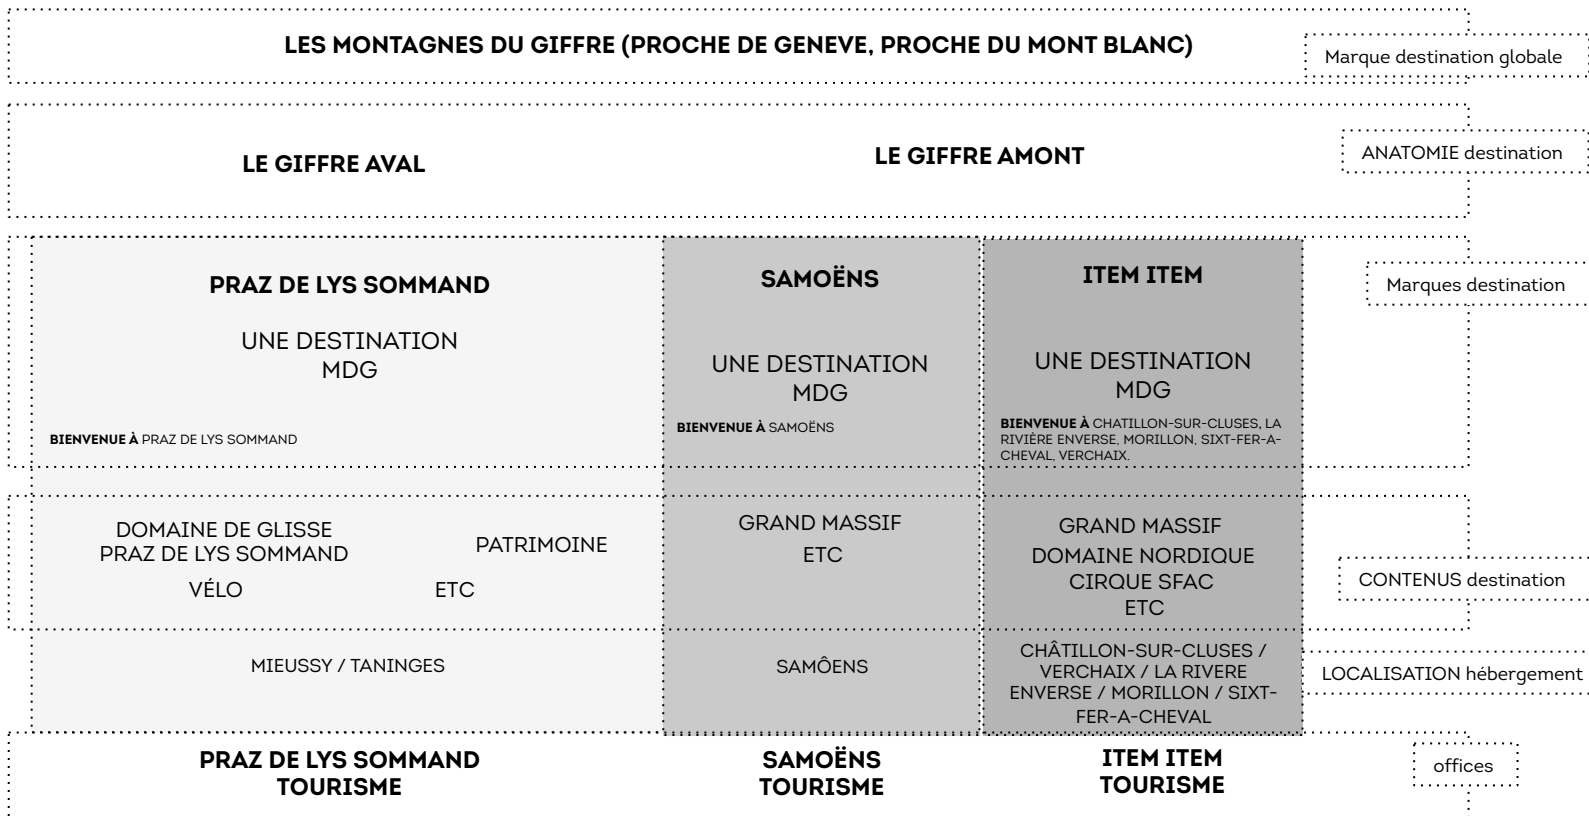 LES MONTAGNES DU GIFFRE (PROCHE DE GENEVE, PROCHE DU MONT BLANC)
Marque destination globale
LE GIFFRE AVAL
LE GIFFRE AMONT
ANATOMIE destination
PRAZ DE LYS SOMMAND
UNE DESTINATION
MDG
BIENVENUE À PRAZ DE LYS SOMMAND
SAMOËNS
UNE DESTINATION
MDG
BIENVENUE À SAMOËNS
ITEM ITEM
UNE DESTINATION
MDG
BIENVENUE À CHATILLON-SUR-CLUSES, LA
RIVIÈRE ENVERSE, MORILLON, SIXT-FER-A-
CHEVAL, VERCHAIX.
Marques destination
DOMAINE DE GLISSE
PRAZ DE LYS SOMMAND
PATRIMOINE
VÉLO
ETC
GRAND MASSIF
ETC
GRAND MASSIF
DOMAINE NORDIQUE
CIRQUE SFAC
ETC
CONTENUS destination
MIEUSSY / TANINGES
SAMÔENS
CHÂTILLON-SUR-CLUSES /
VERCHAIX / LA RIVERE
ENVERSE / MORILLON / SIXT-
FER-A-CHEVAL
LOCALISATION hébergement
PRAZ DE LYS SOMMAND
TOURISME
SAMOËNS
TOURISME
ITEM ITEM
TOURISME
offices